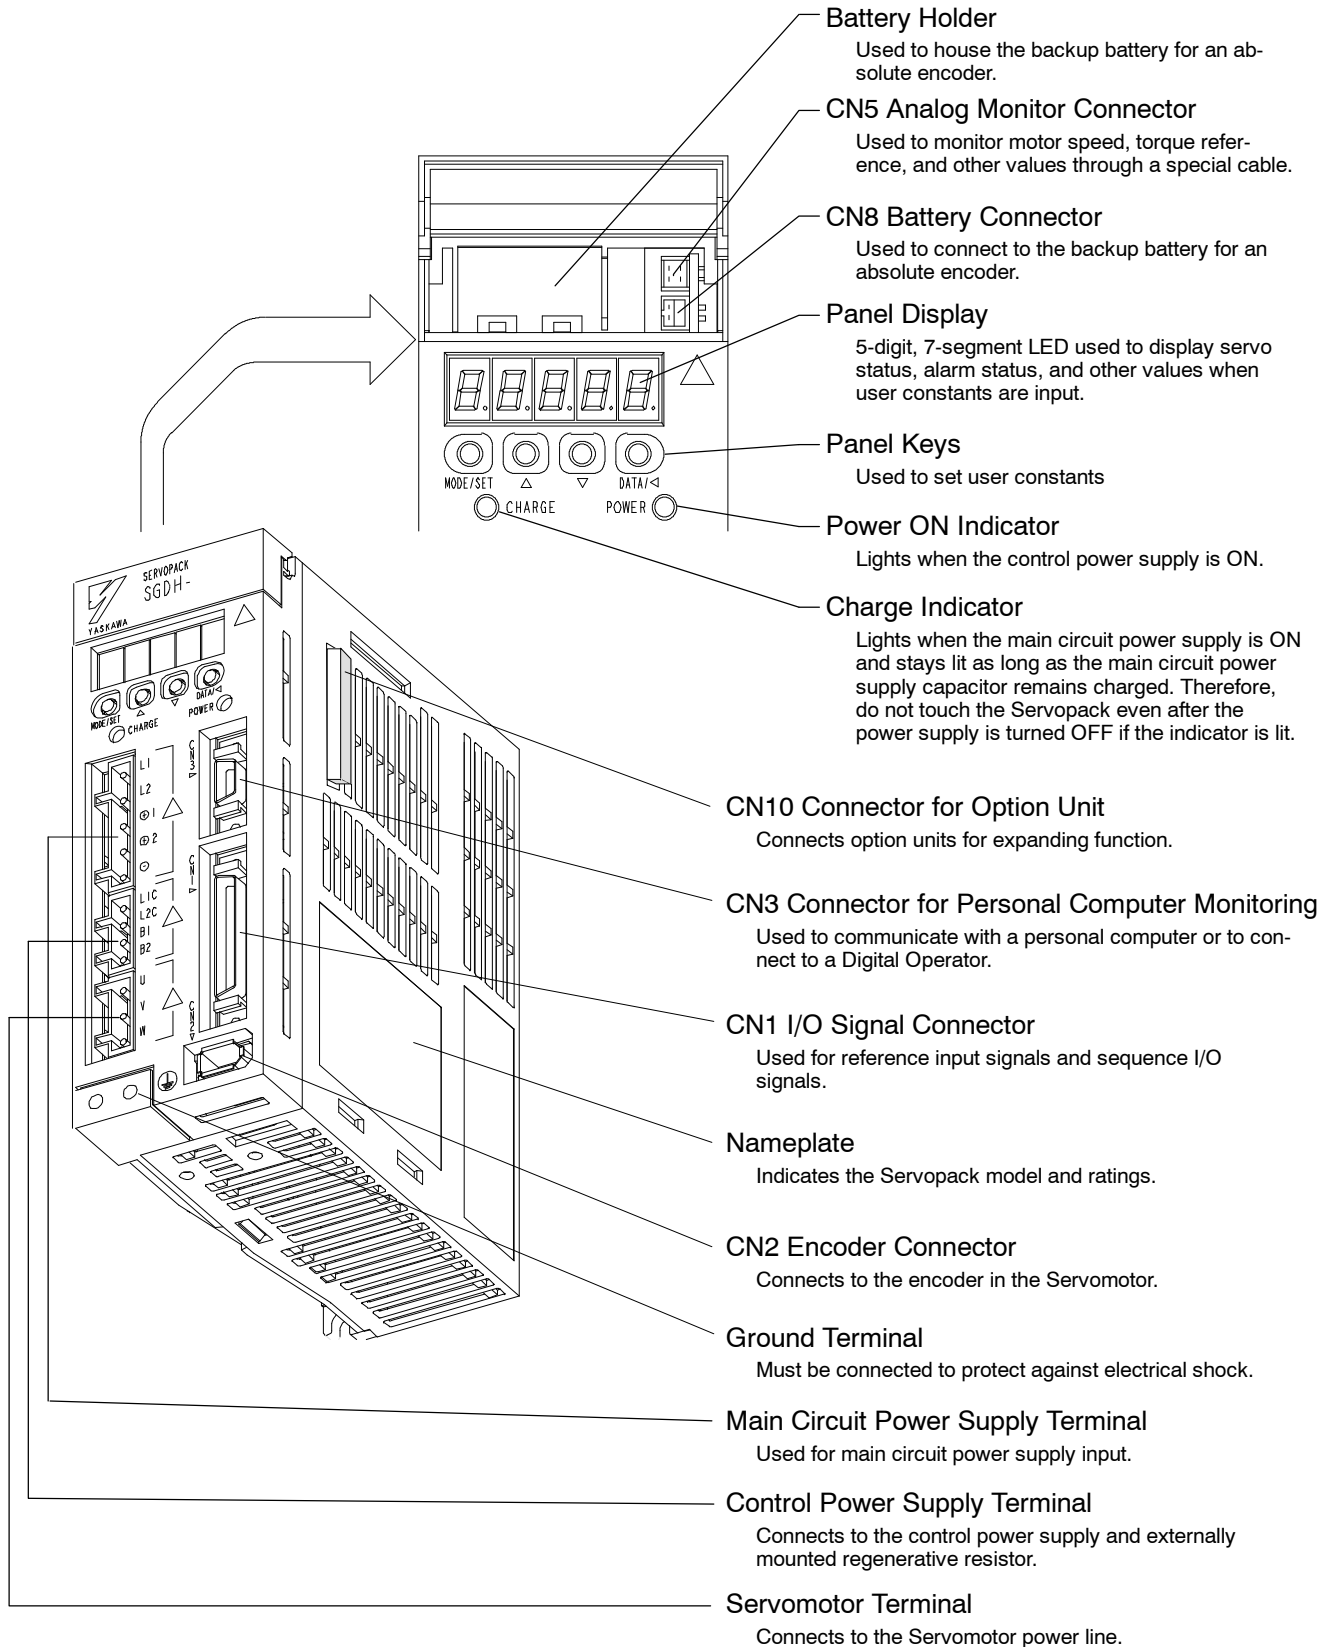 Battery Holder
Used to house the backup battery for an ab-
solute encoder.
CN5 Analog Monitor Connector
Used to monitor motor speed, torque refer-
ence, and other values through a special cable.
CN8 Battery Connector
Used to connect to the backup battery for an
absolute encoder.
Panel Display
5-digit, 7-segment LED used to display servo
status, alarm status, and other values when
user constants are input.
Panel Keys
Used to set user constants
MODE/SET △ ▽ DATA/◁
CHARGE POWER
Power ON Indicator
Lights when the control power supply is ON.
Charge Indicator
Lights when the main circuit power supply is ON
and stays lit as long as the main circuit power
supply capacitor remains charged. Therefore,
do not touch the Servopack even after the
power supply is turned OFF if the indicator is lit.
SERVOPACK
SGDH-
YASKAWA
MODE/SET △ ▽ DATA/◁
CHARGE POWER
CN3
L1
L2
⊕1
⊕2
⊖
CN1
L1C
L2C
B1
B2
U
V
W
CN2
CN10 Connector for Option Unit
Connects option units for expanding function.
CN3 Connector for Personal Computer Monitoring
Used to communicate with a personal computer or to con-
nect to a Digital Operator.
CN1 I/O Signal Connector
Used for reference input signals and sequence I/O
signals.
Nameplate
Indicates the Servopack model and ratings.
CN2 Encoder Connector
Connects to the encoder in the Servomotor.
Ground Terminal
Must be connected to protect against electrical shock.
Main Circuit Power Supply Terminal
Used for main circuit power supply input.
Control Power Supply Terminal
Connects to the control power supply and externally
mounted regenerative resistor.
Servomotor Terminal
Connects to the Servomotor power line.